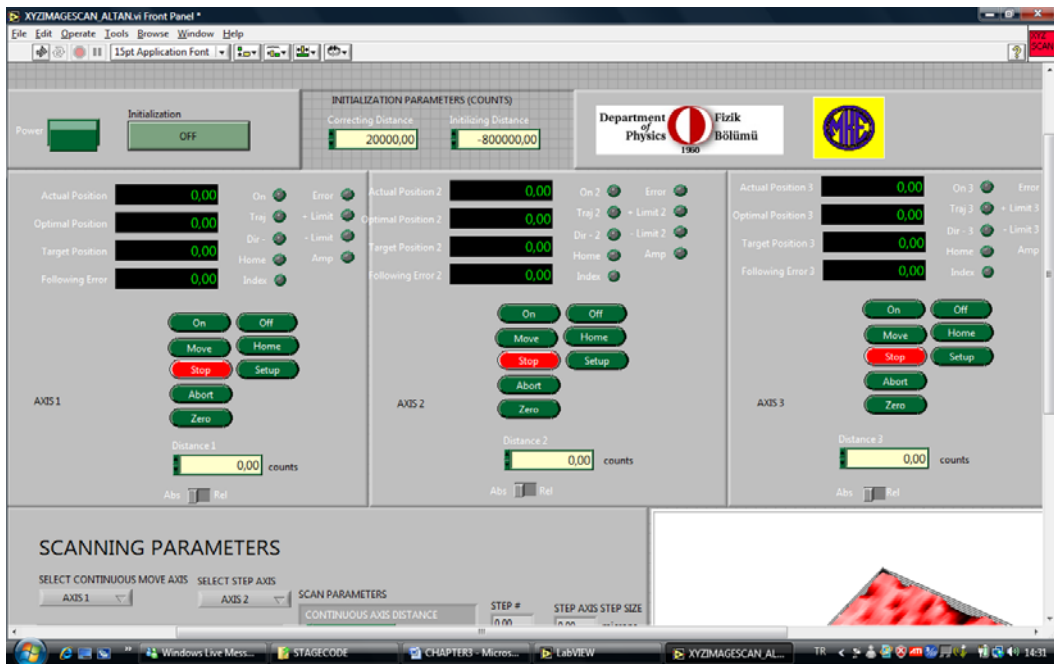 XYZIMAGESCAN_ALTAN.vi Front Panel *
File Edit Operate Tools Browse Window Help
15pt Application Font
XYZ
SCAN
INITIALIZATION PARAMETERS (COUNTS)
Power
Initialization
OFF
Correcting Distance
Initilizing Distance
20000,00
-800000,00
Department
of
Physics
1960
Fizik
Bölümü
Actual Position 0,00
Optimal Position 0,00
Target Position 0,00
Following Error 0,00
On Error
Traj + Limit
Dir - - Limit
Home Amp
Index
On Off
Move Home
Stop Setup
Abort
Zero
AXIS 1
Distance 1
0,00 counts
Abs Rel
Actual Position 2 0,00
Optimal Position 2 0,00
Target Position 2 0,00
Following Error 2 0,00
On 2 Error
Traj 2 + Limit 2
Dir - 2 - Limit 2
Home Amp
Index
On Off
Move Home
Stop Setup
Abort
Zero
AXIS 2
Distance 2
0,00 counts
Abs Rel
Actual Position 3 0,00
Optimal Position 3 0,00
Target Position 3 0,00
Following Error 3 0,00
On 3 Error
Traj 3 + Limit 3
Dir - 3 - Limit 3
Home Amp
Index
On Off
Move Home
Stop Setup
Abort
Zero
AXIS 3
Distance 3
0,00 counts
Abs Rel
SCANNING PARAMETERS
SELECT CONTINUOUS MOVE AXIS
AXIS 1
SELECT STEP AXIS
AXIS 2
SCAN PARAMETERS
CONTINUOUS AXIS DISTANCE
STEP #
0,00
STEP AXIS STEP SIZE
0,00 microns
Windows Live Mess...
STAGECODE
CHAPTER3 - Micros...
LabVIEW
XYZIMAGESCAN_AL...
TR
14:31